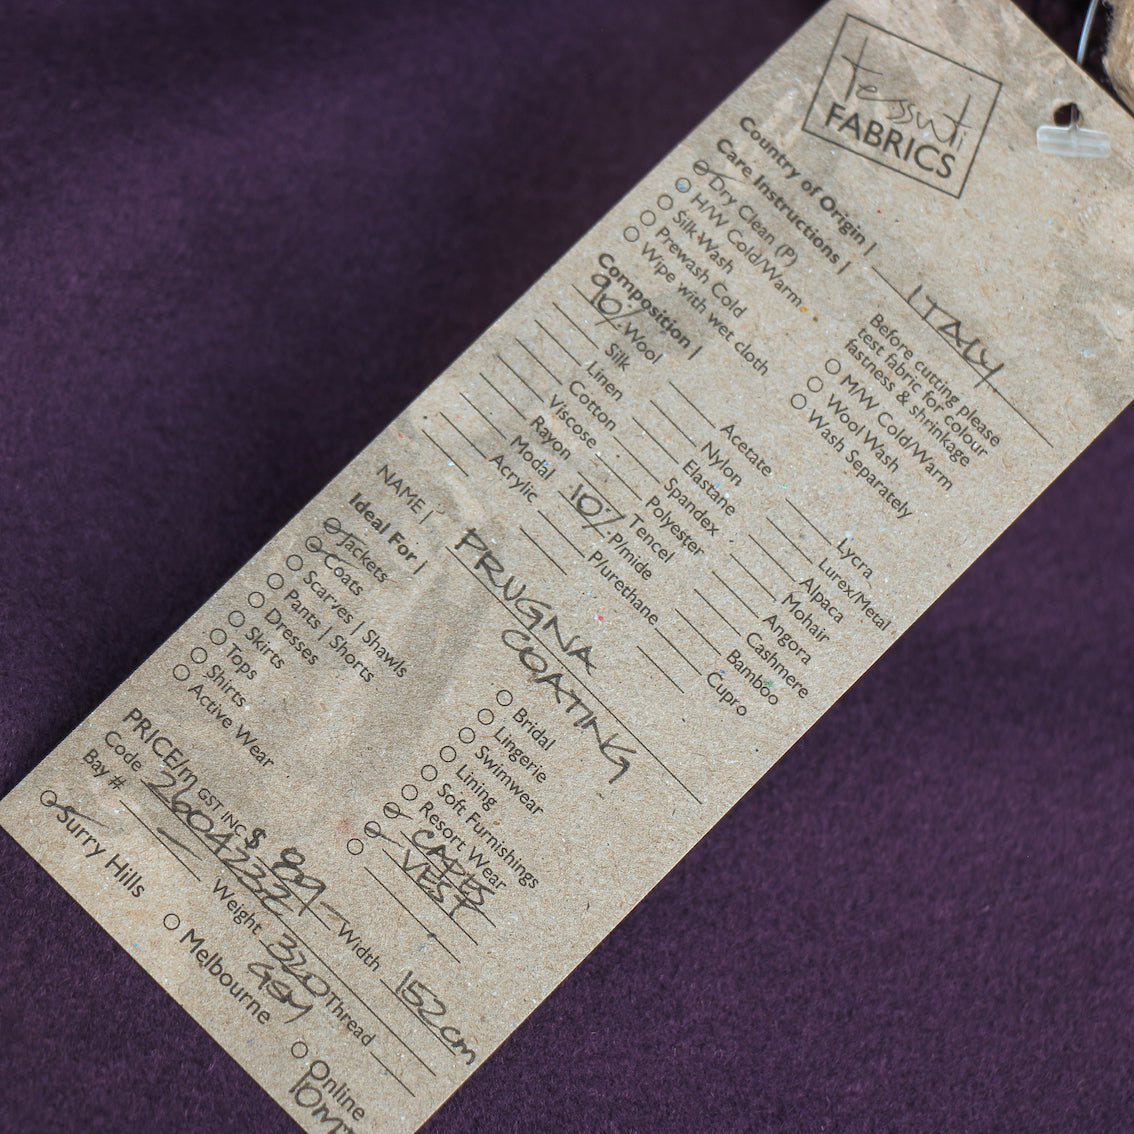 Tessuti
FABRICS
Country of Origin | ITALY
Care Instructions |
Dry Clean (P)
H/W Cold/Warm
Silk Wash
Prewash Cold
Wipe with wet cloth
Before cutting please
test fabric for colour
fastness & shrinkage
M/W Cold/Warm
Wool Wash
Wash Separately
Composition |
90% Wool
Silk
Linen
Cotton
Viscose
Rayon
Modal
Acrylic
Acetate
Nylon
Elastane
Spandex
Polyester
Tencel
10% P/mide
P/urethane
Lycra
Lurex/Metal
Alpaca
Mohair
Angora
Cashmere
Bamboo
Cupro
NAME | PRUGNA
COATING
Ideal For |
Jackets
Coats
Scarves | Shawls
Pants | Shorts
Dresses
Skirts
Tops
Shirts
Active Wear
Bridal
Lingerie
Swimwear
Lining
Soft Furnishings
Resort Wear
CAPES
VEST
PRICE/m GST INC $ 89- Width 152cm
Code 2604232 Weight 320 GSM Thread
Bay #
Surry Hills
Melbourne
Online